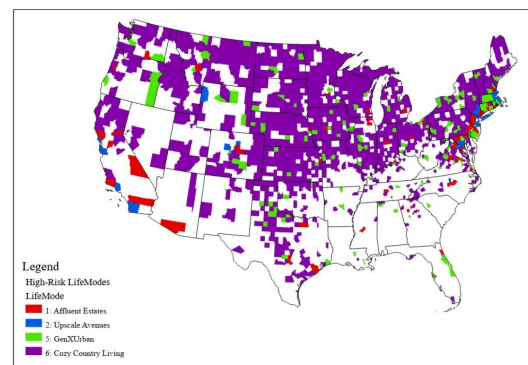 Legend
High-Risk LifeModes
LifeMode
1: Affluent Estates
2: Upscale Avenues
5: GenXUrban
6: Cozy Country Living